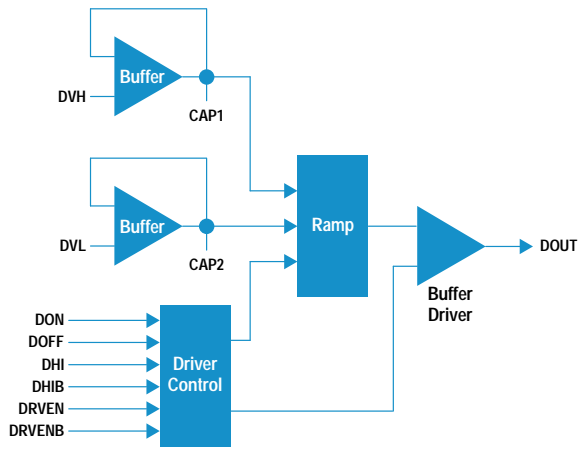 Buffer
DVH
CAP1
Buffer
DVL
CAP2
Ramp
DOUT
Buffer
Driver
DON
DOFF
DHI
DHIB
DRVEN
DRVENB
Driver
Control